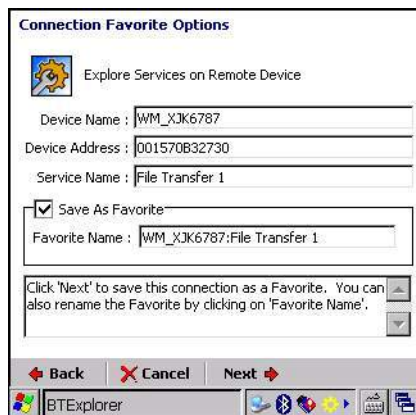 Connection Favorite Options
Explore Services on Remote Device
Device Name : WM_XJK6787
Device Address : 001570B32730
Service Name : File Transfer 1
Save As Favorite
Favorite Name : WM_XJK6787:File Transfer 1
Click 'Next' to save this connection as a Favorite. You can
also rename the Favorite by clicking on 'Favorite Name'.
Back Cancel Next
BTExplorer